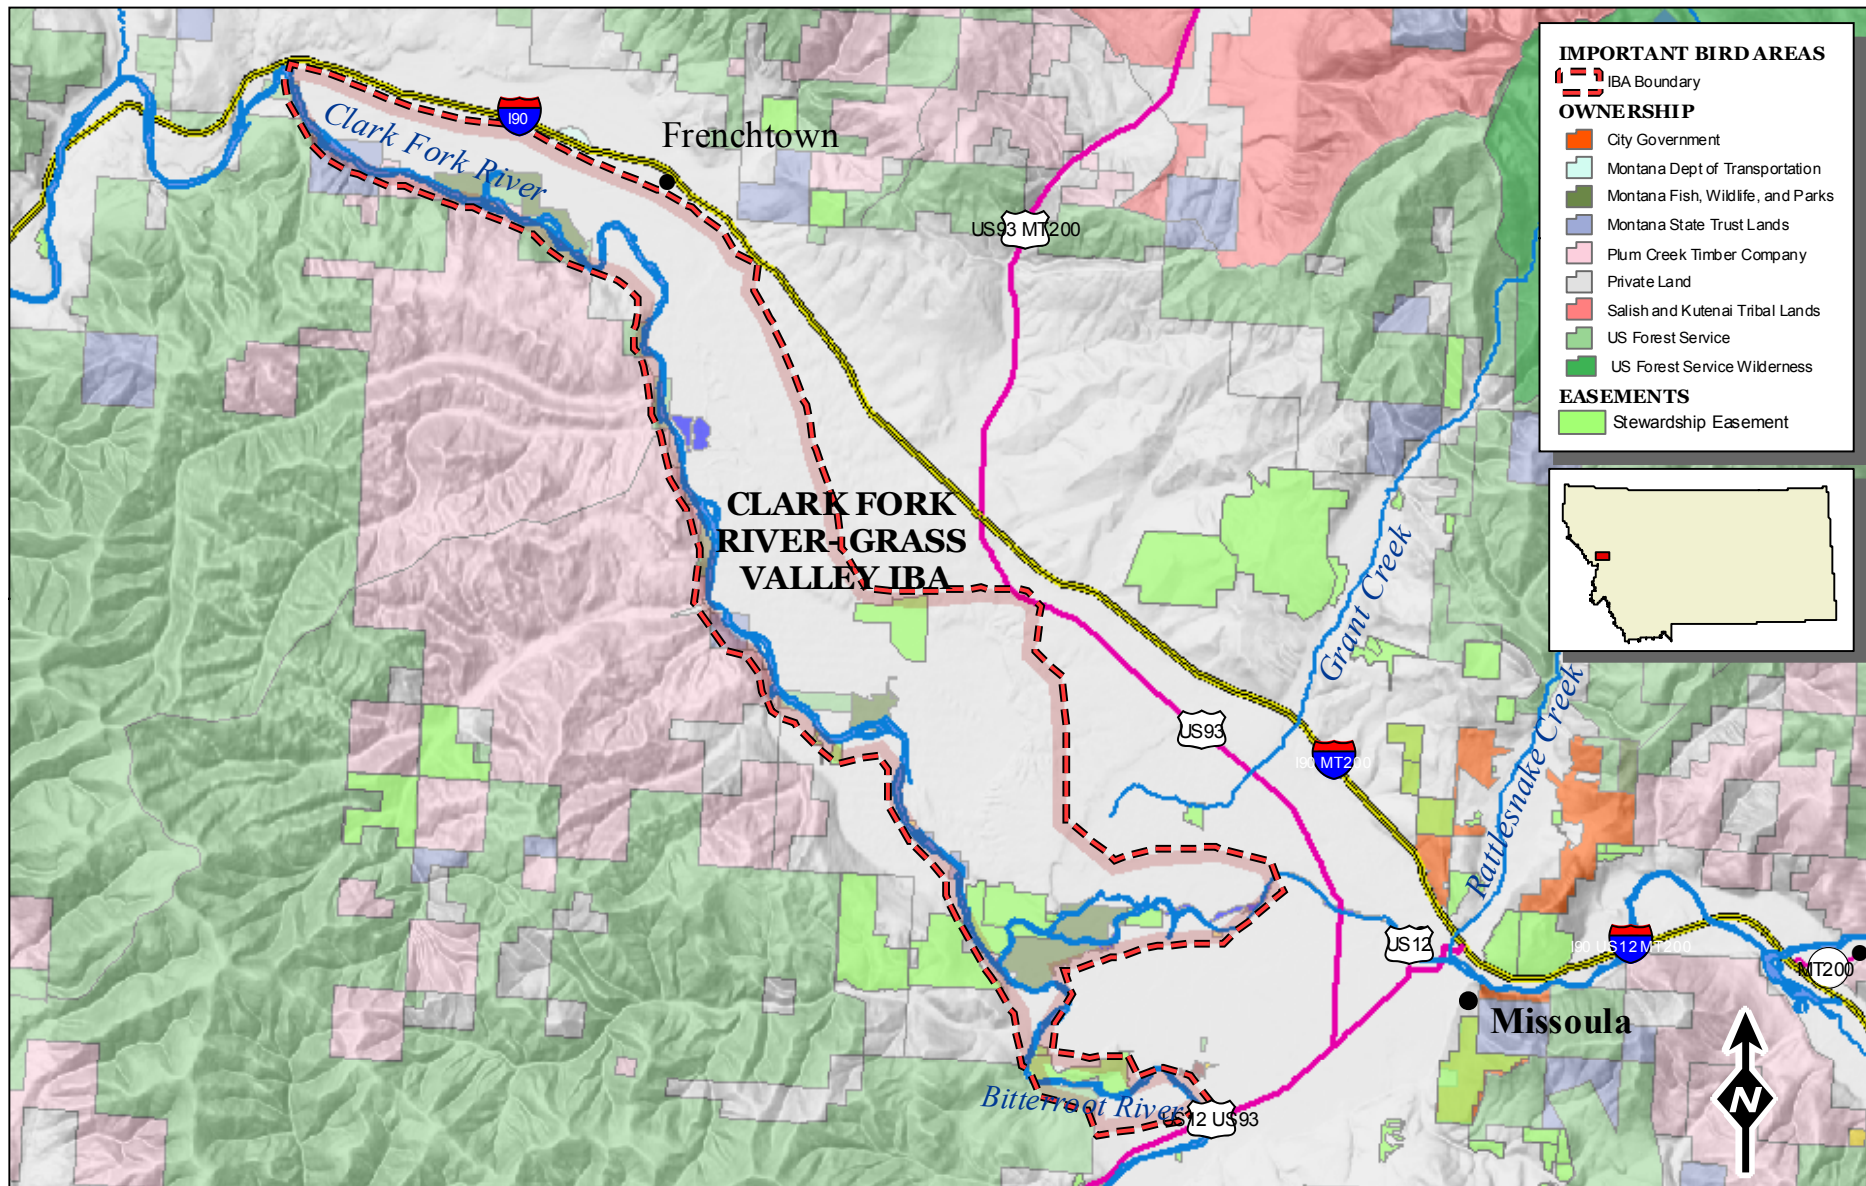 IMPORTANT BIRD AREAS
IBA Boundary
OWNERSHIP
City Government
Montana Dept of Transportation
Montana Fish, Wildlife, and Parks
Montana State Trust Lands
Plum Creek Timber Company
Private Land
Salish and Kutenai Tribal Lands
US Forest Service
US Forest Service Wilderness
EASEMENTS
Stewardship Easement
I90
Clark Fork River
Frenchtown
US93 MT200
CLARK FORK
RIVER- GRASS
VALLEY IBA
Grant Creek
US93
I90 MT200
Rattlesnake Creek
US12
I90 US12 MT200
MT200
Missoula
Bitterroot River
US12 US93
N